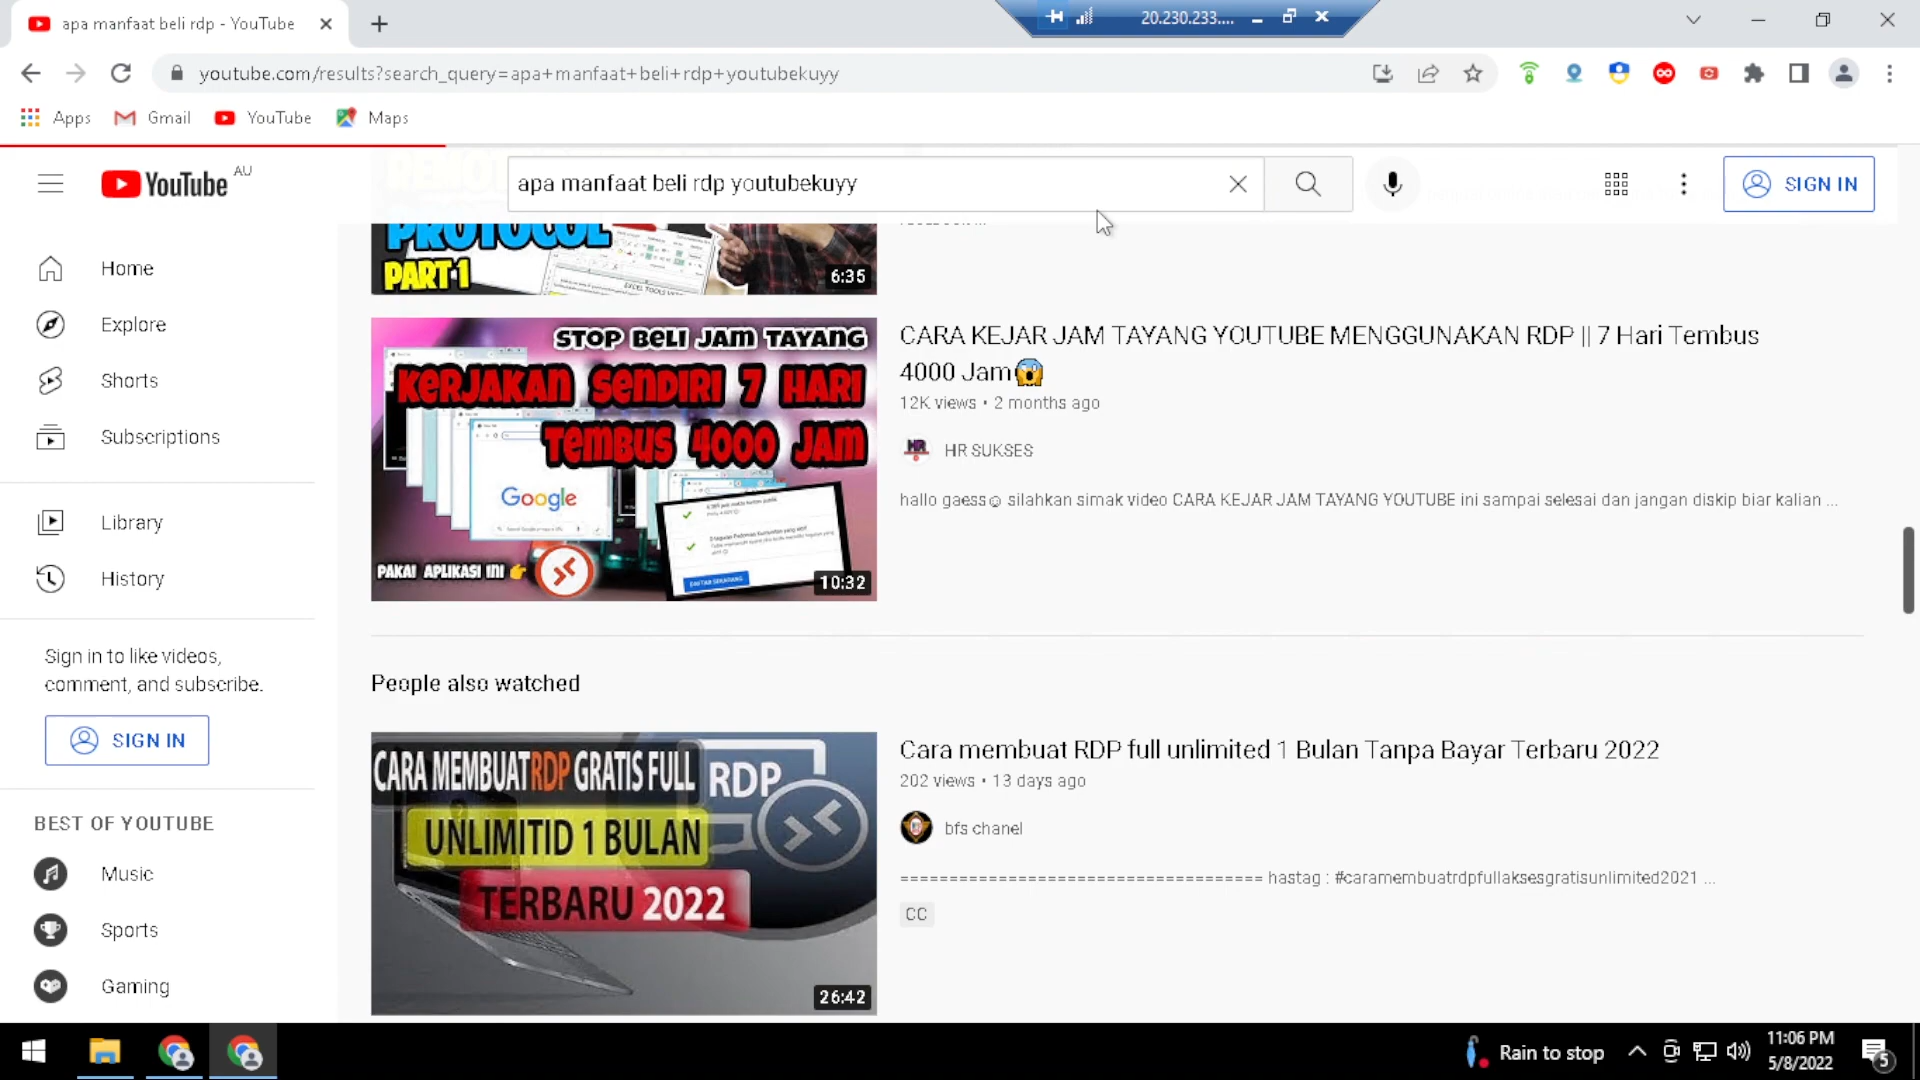 apa manfaat beli rdp - YouTube
20.230.233....
youtube.com/results?search_query=apa+manfaat+beli+rdp+youtubekuyy
Apps
Gmail
YouTube
Maps
YouTube AU
apa manfaat beli rdp youtubekuyy
SIGN IN
Home
Explore
Shorts
Subscriptions
Library
History
Sign in to like videos,
comment, and subscribe.
SIGN IN
BEST OF YOUTUBE
Music
Sports
Gaming
PROTOCOL
PART 1
6:35
STOP BELI JAM TAYANG
KERJAKAN SENDIRI 7 HARI
TEMBUS 4000 JAM
Google
PAKAI APLIKASI INI 👉
DAFTAR SEKARANG
10:32
CARA KEJAR JAM TAYANG YOUTUBE MENGGUNAKAN RDP || 7 Hari Tembus
4000 Jam😱
12K views • 2 months ago
HR SUKSES
hallo gaess☺ silahkan simak video CARA KEJAR JAM TAYANG YOUTUBE ini sampai selesai dan jangan diskip biar kalian ...
People also watched
CARA MEMBUAT RDP GRATIS FULL
RDP
UNLIMITID 1 BULAN
TERBARU 2022
26:42
Cara membuat RDP full unlimited 1 Bulan Tanpa Bayar Terbaru 2022
202 views • 13 days ago
bfs chanel
===================================== hastag : #caramembuatrdpfullaksesgratisunlimited2021 ...
CC
Rain to stop
11:06 PM
5/8/2022
5